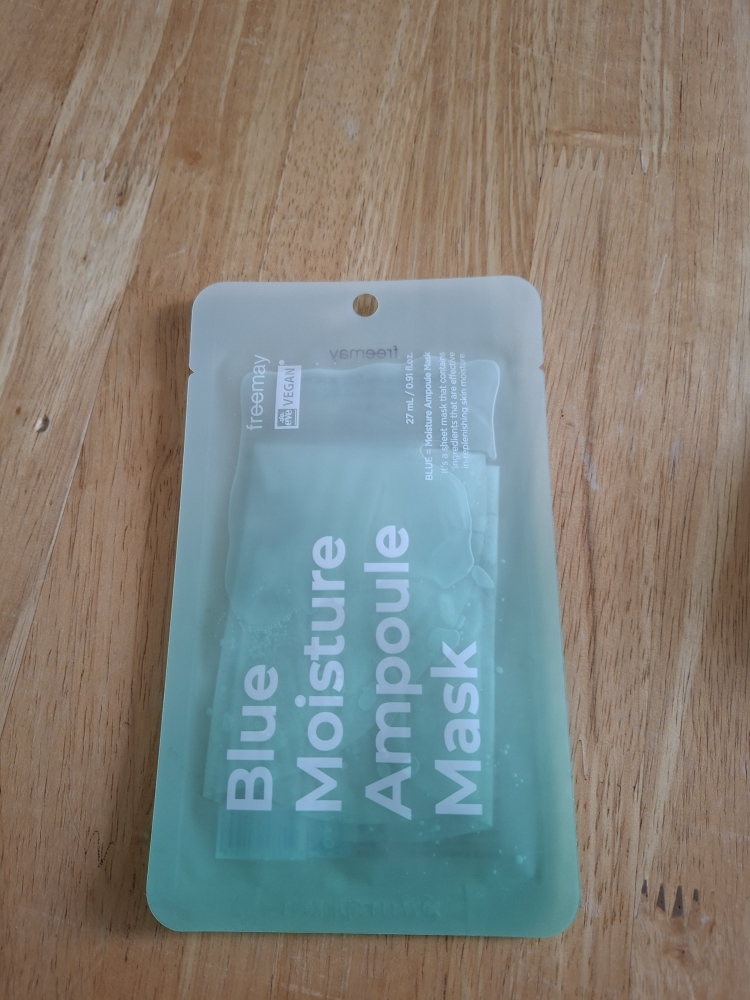 freemay
eve VEGAN®
27 mL / 0.91 fl.oz.
BLUE = Moisture Ampoule Mask
It's a sheet mask that contains
ingredients that are effective
in replenishing skin moisture
Blue
Moisture
Ampoule
Mask
freemay